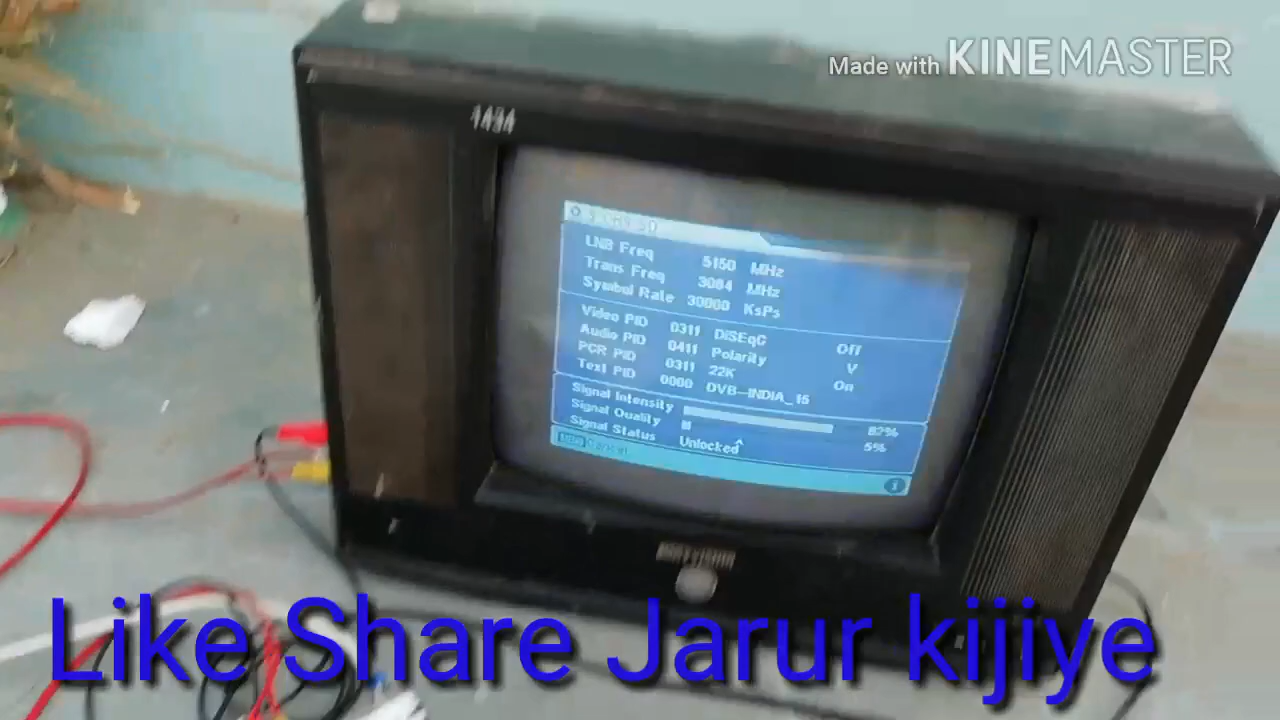 Made with KINEMASTER
LNB Freq 5150 MHz
Trans Freq 3084 MHz
Symbol Rate 30000 KsPs
Video PID 0311 DiSEqC Off
Audio PID 0411 Polarity V
PCR PID 0311 22K On
Text PID 0000 DVB-INDIA_15
Signal Intensity 82%
Signal Quality 5%
Signal Status Unlocked
Like Share Jarur kijiye